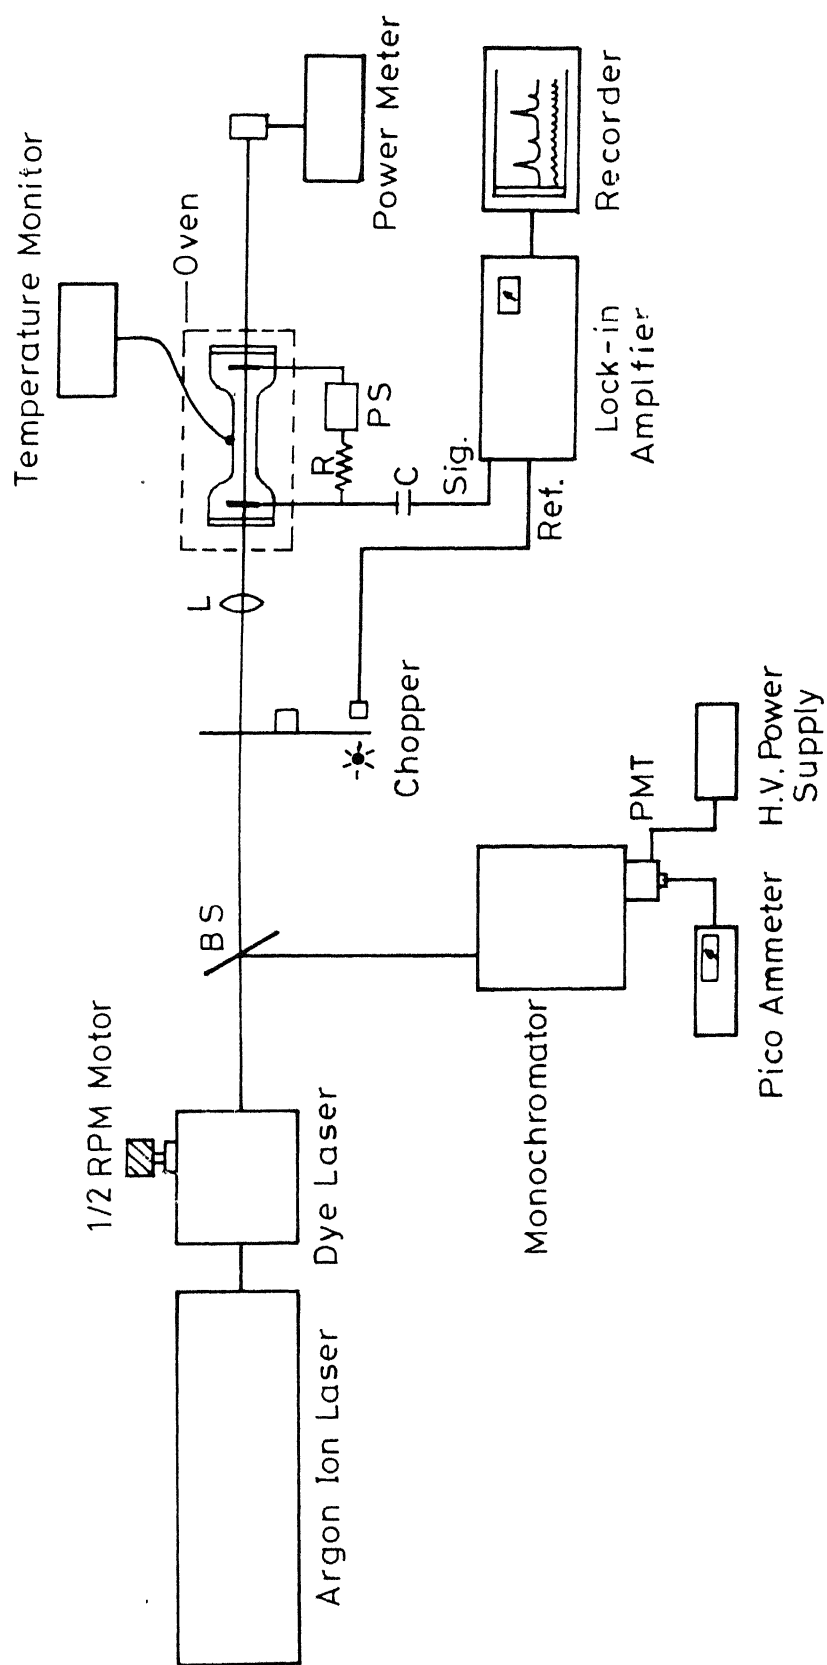 Temperature Monitor
Oven
Power Meter
PS
R
C
Sig.
Ref.
Lock-in
Amplfier
Recorder
L
Chopper
BS
1/2 RPM Motor
Dye Laser
Argon Ion Laser
Monochromator
PMT
H.V. Power
Supply
Pico Ammeter